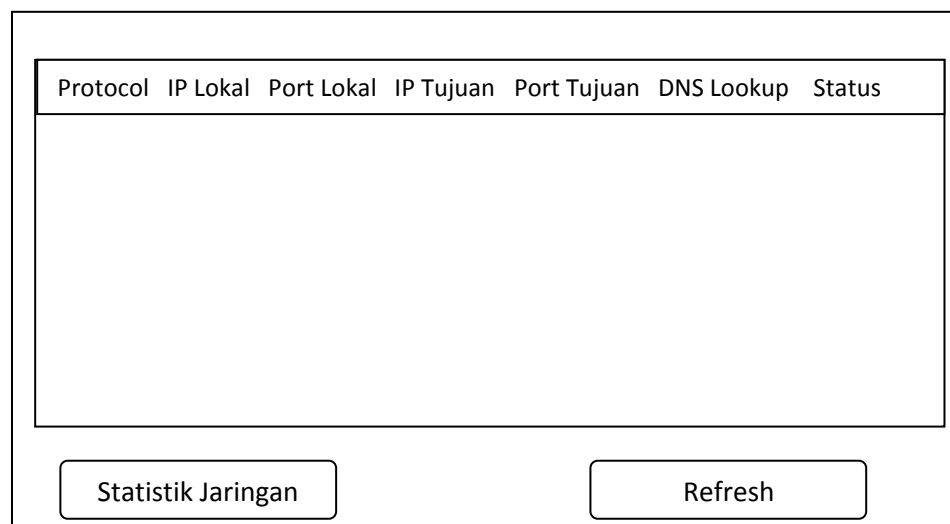 Protocol IP Lokal Port Lokal IP Tujuan Port Tujuan DNS Lookup Status
Statistik Jaringan Refresh